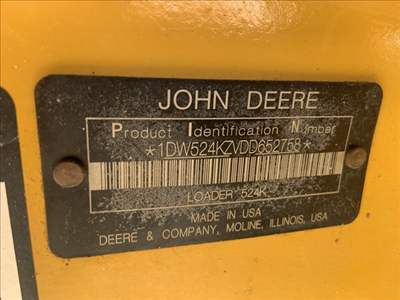 JOHN DEERE
Product Identification Number
*1DW524KZVDD652758*
LOADER 524K
MADE IN USA
DEERE & COMPANY, MOLINE, ILLINOIS, USA